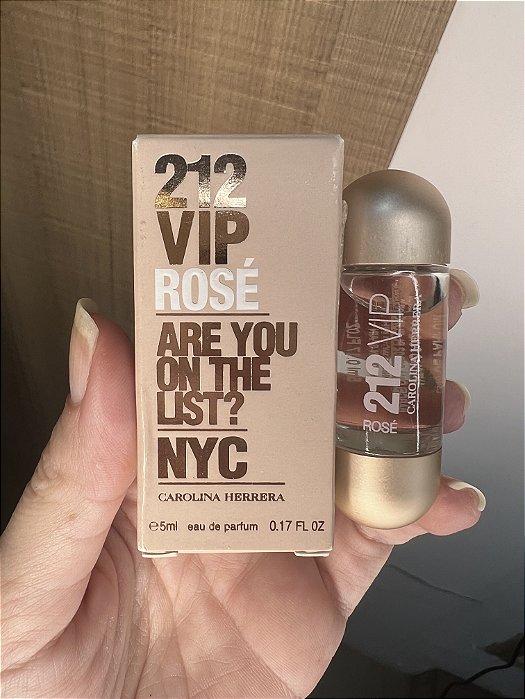 212
VIP
ROSÉ
ARE YOU
ON THE
LIST?
NYC
CAROLINA HERRERA
e5ml eau de parfum 0.17 FL OZ
212 VIP
ROSÉ
CAROLINA HERRERA